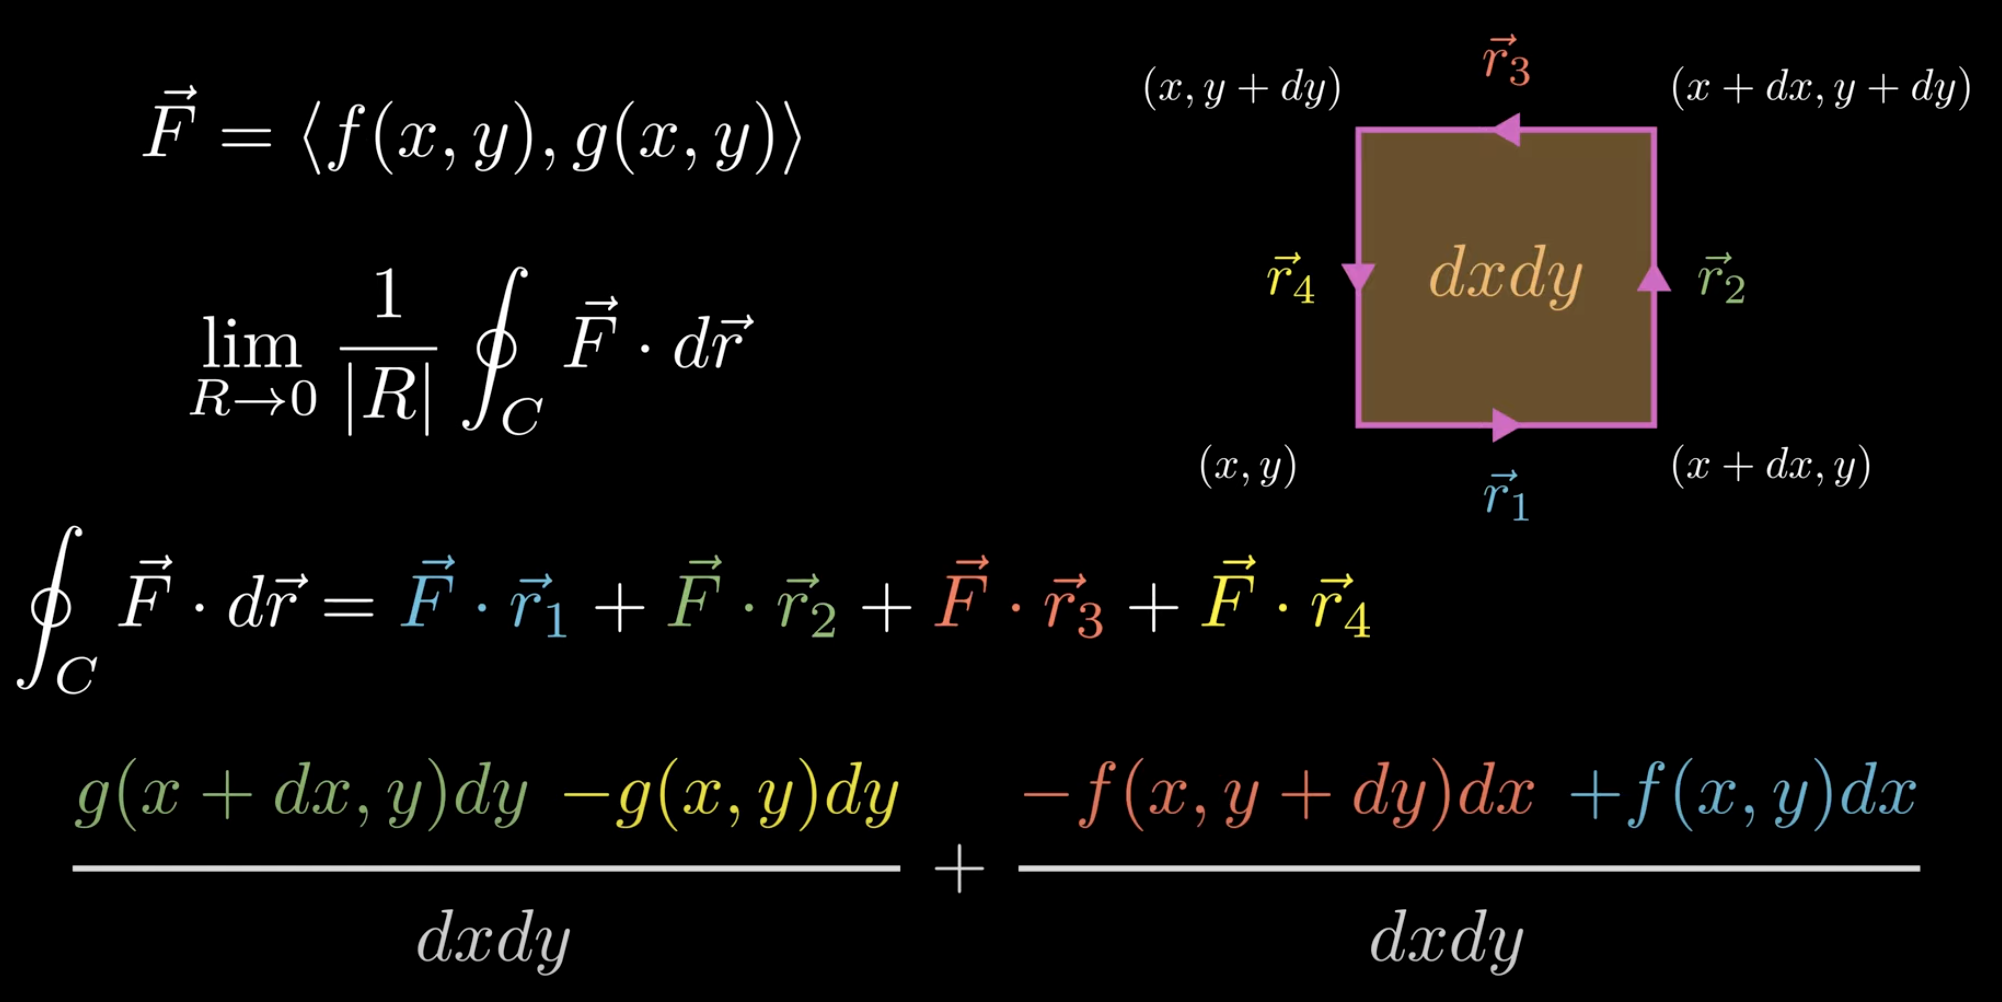 F⃗ = ⟨f(x, y), g(x, y)⟩
lim_{R→0} 1/|R| ∮_C F⃗ · dr⃗
r⃗₃
(x, y + dy)
(x + dx, y + dy)
r⃗₄
dxdy
r⃗₂
(x, y)
(x + dx, y)
r⃗₁
∮_C F⃗ · dr⃗ = F⃗ · r⃗₁ + F⃗ · r⃗₂ + F⃗ · r⃗₃ + F⃗ · r⃗₄
g(x + dx, y)dy −g(x, y)dy / dxdy + −f(x, y + dy)dx +f(x, y)dx / dxdy